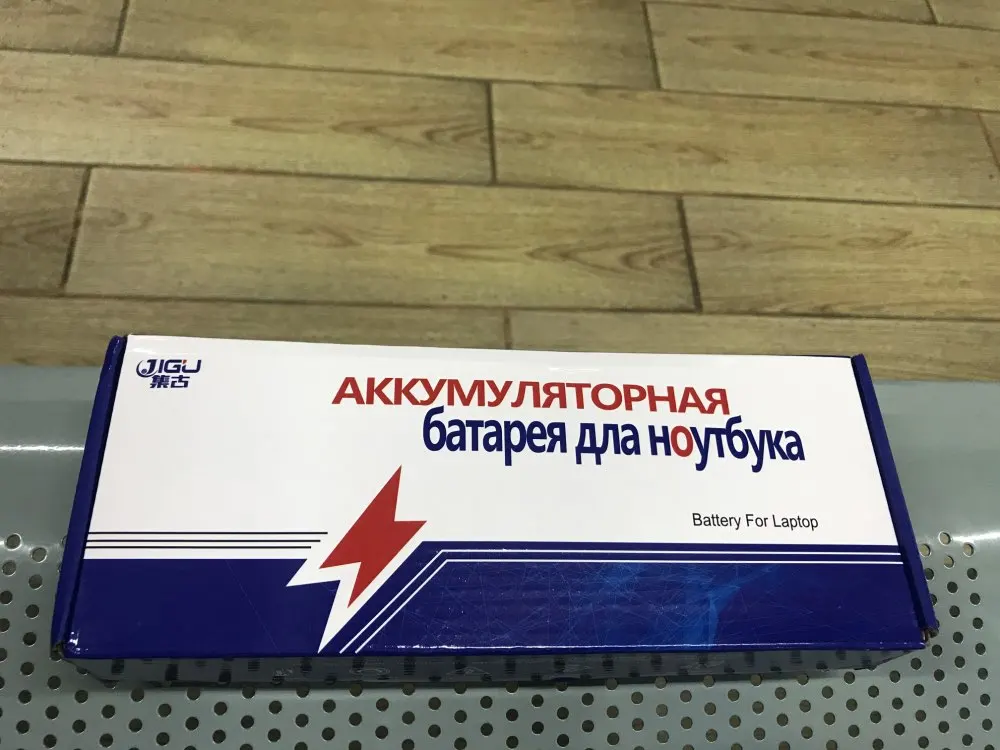 JIGU
集古
АККУМУЛЯТОРНАЯ
батарея дла ноутбука
Battery For Laptop